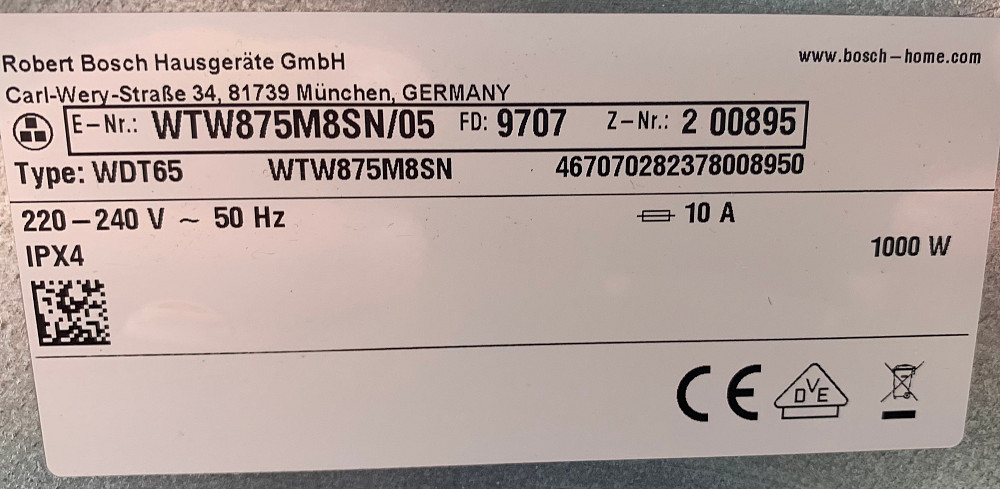 Robert Bosch Hausgeräte GmbH
www.bosch-home.com
Carl-Wery-Straße 34, 81739 München, GERMANY
E-Nr.: WTW875M8SN/05 FD: 9707 Z-Nr.: 2 00895
Type: WDT65 WTW875M8SN 467070282378008950
220-240 V ~ 50 Hz 10 A
IPX4 1000 W
CE DVE